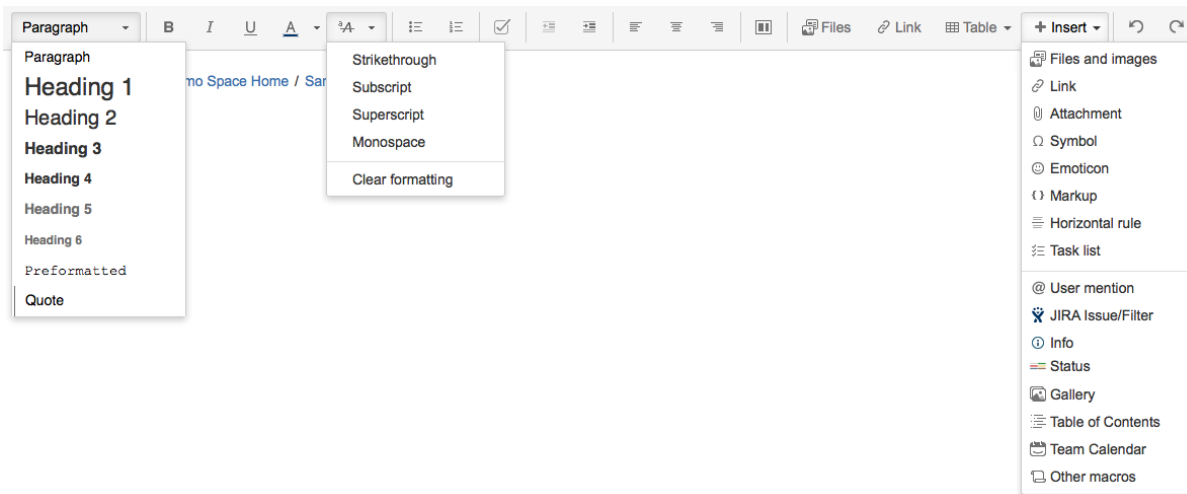 Paragraph B I U A ªA Files Link Table + Insert
Paragraph
Heading 1
Heading 2
Heading 3
Heading 4
Heading 5
Heading 6
Preformatted
Quote
mo Space Home / Sar
Strikethrough
Subscript
Superscript
Monospace
Clear formatting
Files and images
Link
Attachment
Ω Symbol
Emoticon
{} Markup
Horizontal rule
Task list
@ User mention
JIRA Issue/Filter
Info
Status
Gallery
Table of Contents
Team Calendar
Other macros